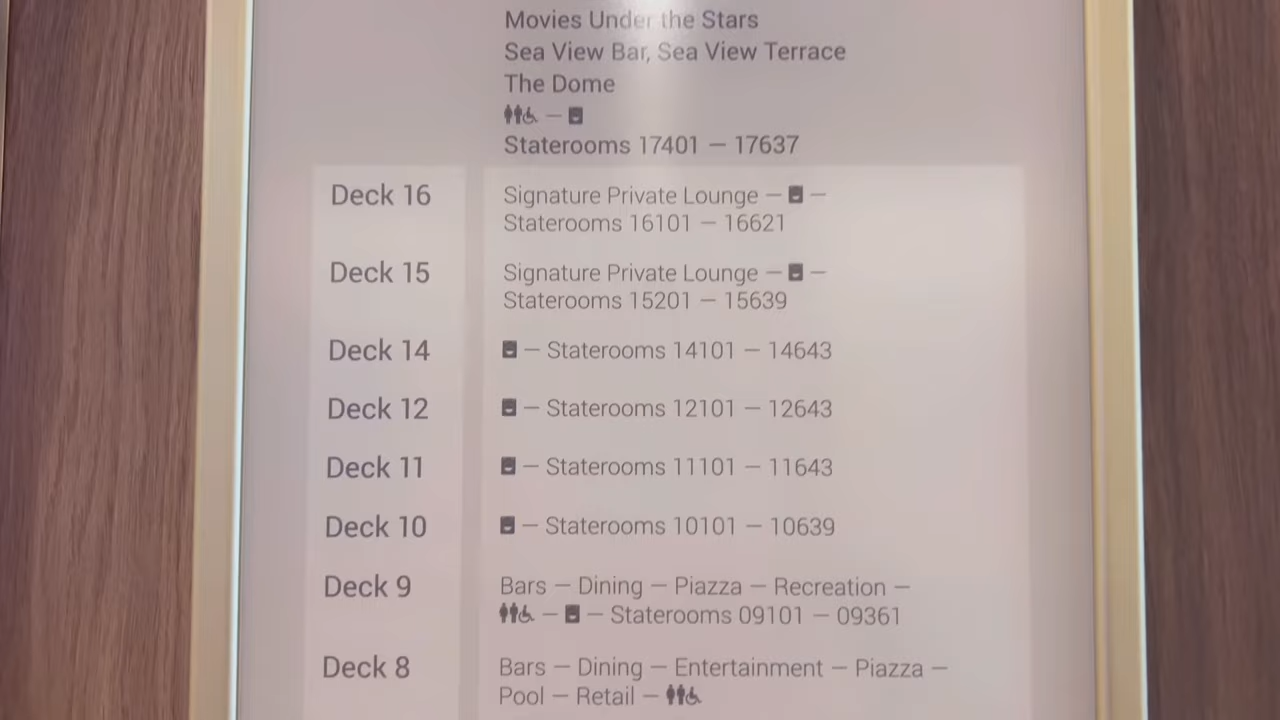 Movies Under the Stars
Sea View Bar, Sea View Terrace
The Dome
—
Staterooms 17401 — 17637
Deck 16
Signature Private Lounge — —
Staterooms 16101 — 16621
Deck 15
Signature Private Lounge — —
Staterooms 15201 — 15639
Deck 14
— Staterooms 14101 — 14643
Deck 12
— Staterooms 12101 — 12643
Deck 11
— Staterooms 11101 — 11643
Deck 10
— Staterooms 10101 — 10639
Deck 9
Bars — Dining — Piazza — Recreation —
— — Staterooms 09101 — 09361
Deck 8
Bars — Dining — Entertainment — Piazza —
Pool — Retail —